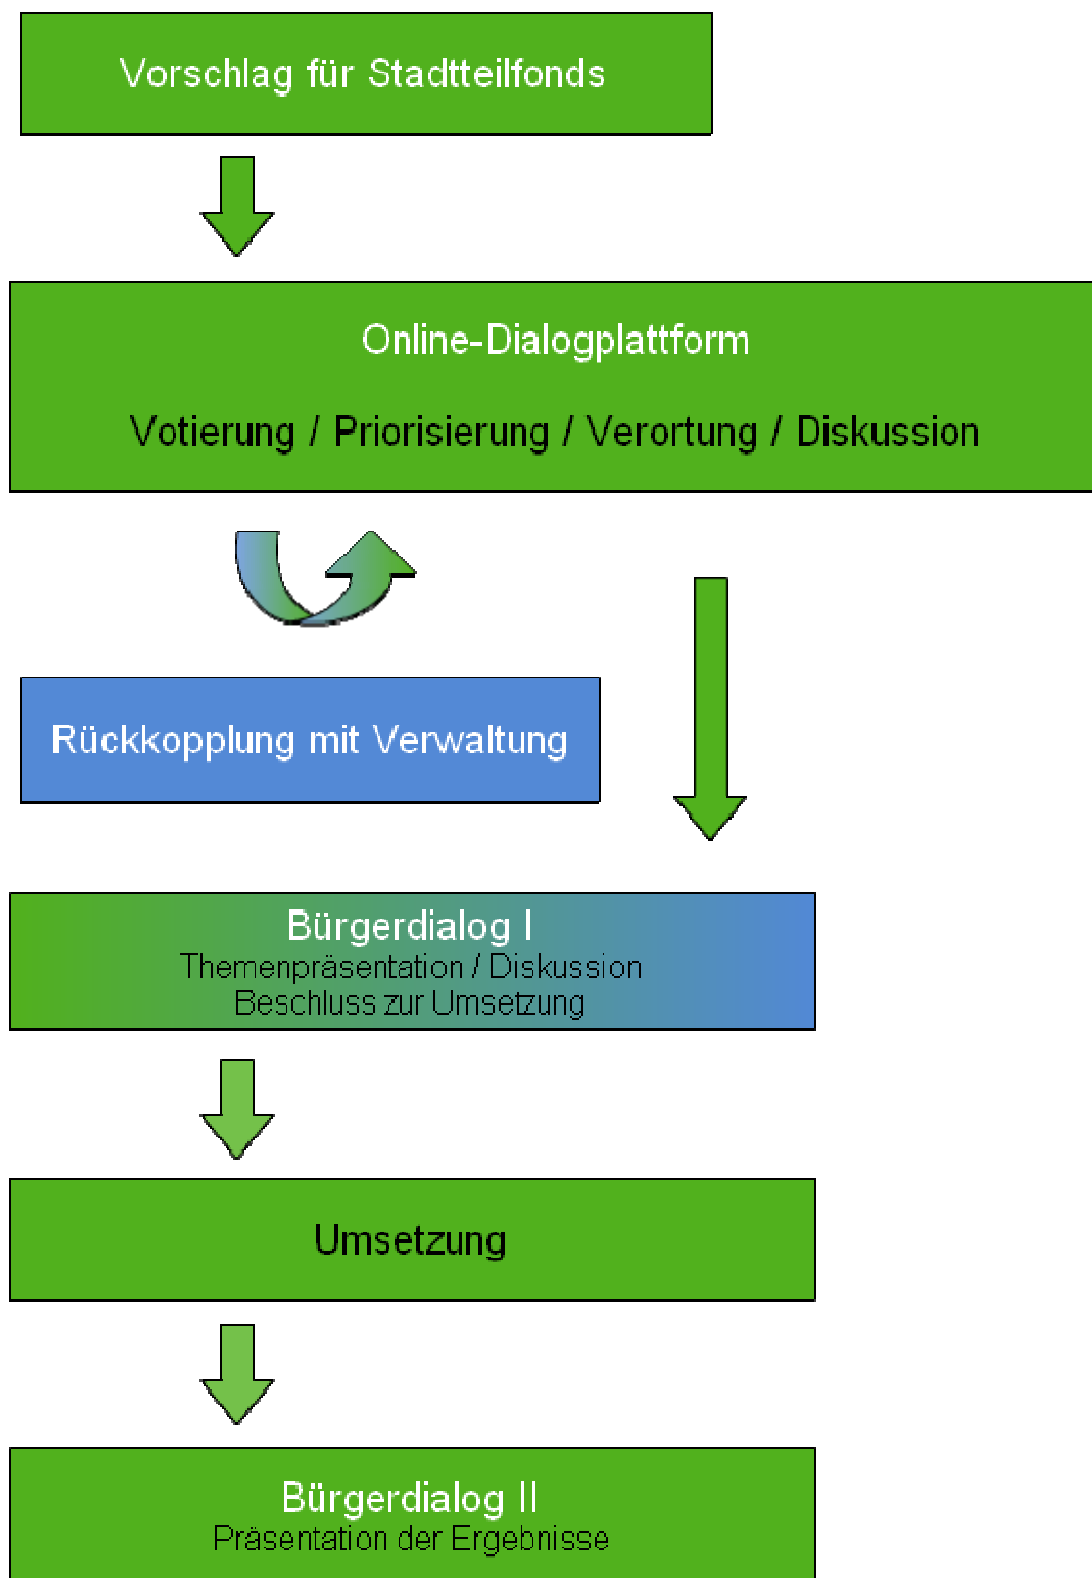 Vorschlag für Stadtteilfonds
Online-Dialogplattform
Votierung / Priorisierung / Verortung / Diskussion
Rückkopplung mit Verwaltung
Bürgerdialog I
Themenpräsentation / Diskussion
Beschluss zur Umsetzung
Umsetzung
Bürgerdialog II
Präsentation der Ergebnisse